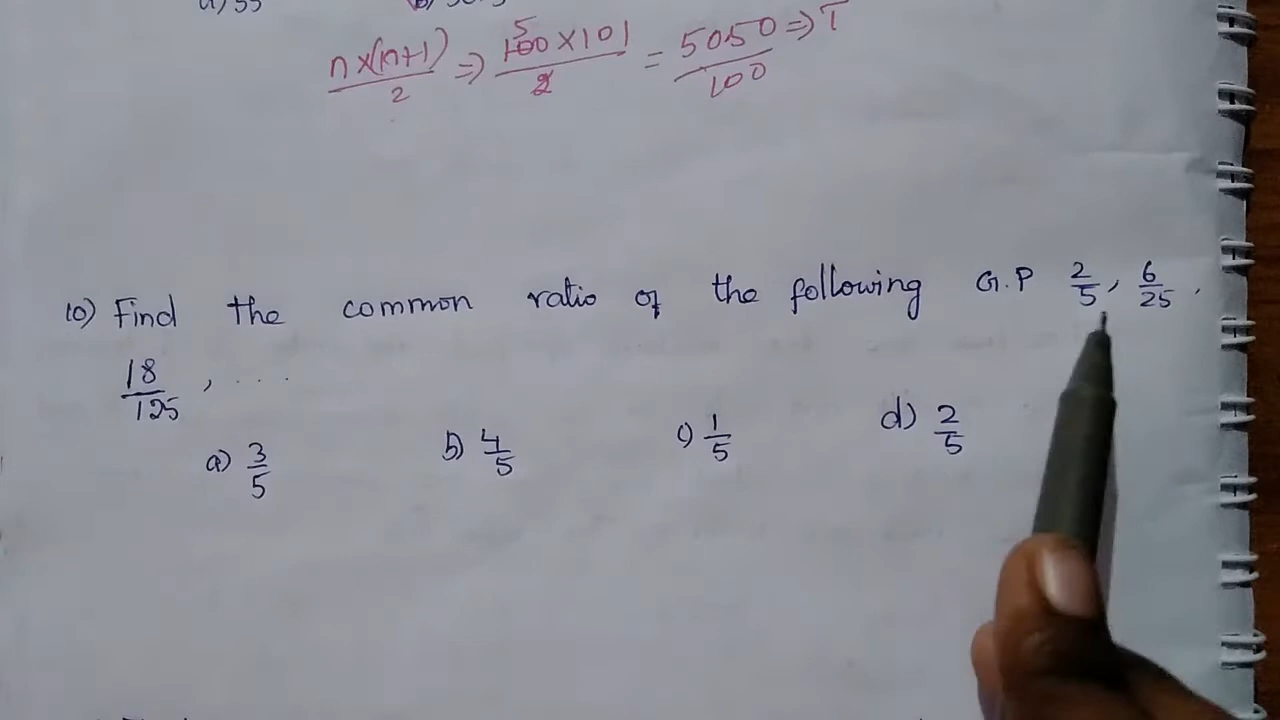 n×(n+1)/2 ⇒ 100×101/2 = 5050/100 ⇒ T
5
10) Find the common ratio of the following G.P 2/5, 6/25,
18/125, ....
a) 3/5 b) 4/5 c) 1/5 d) 2/5